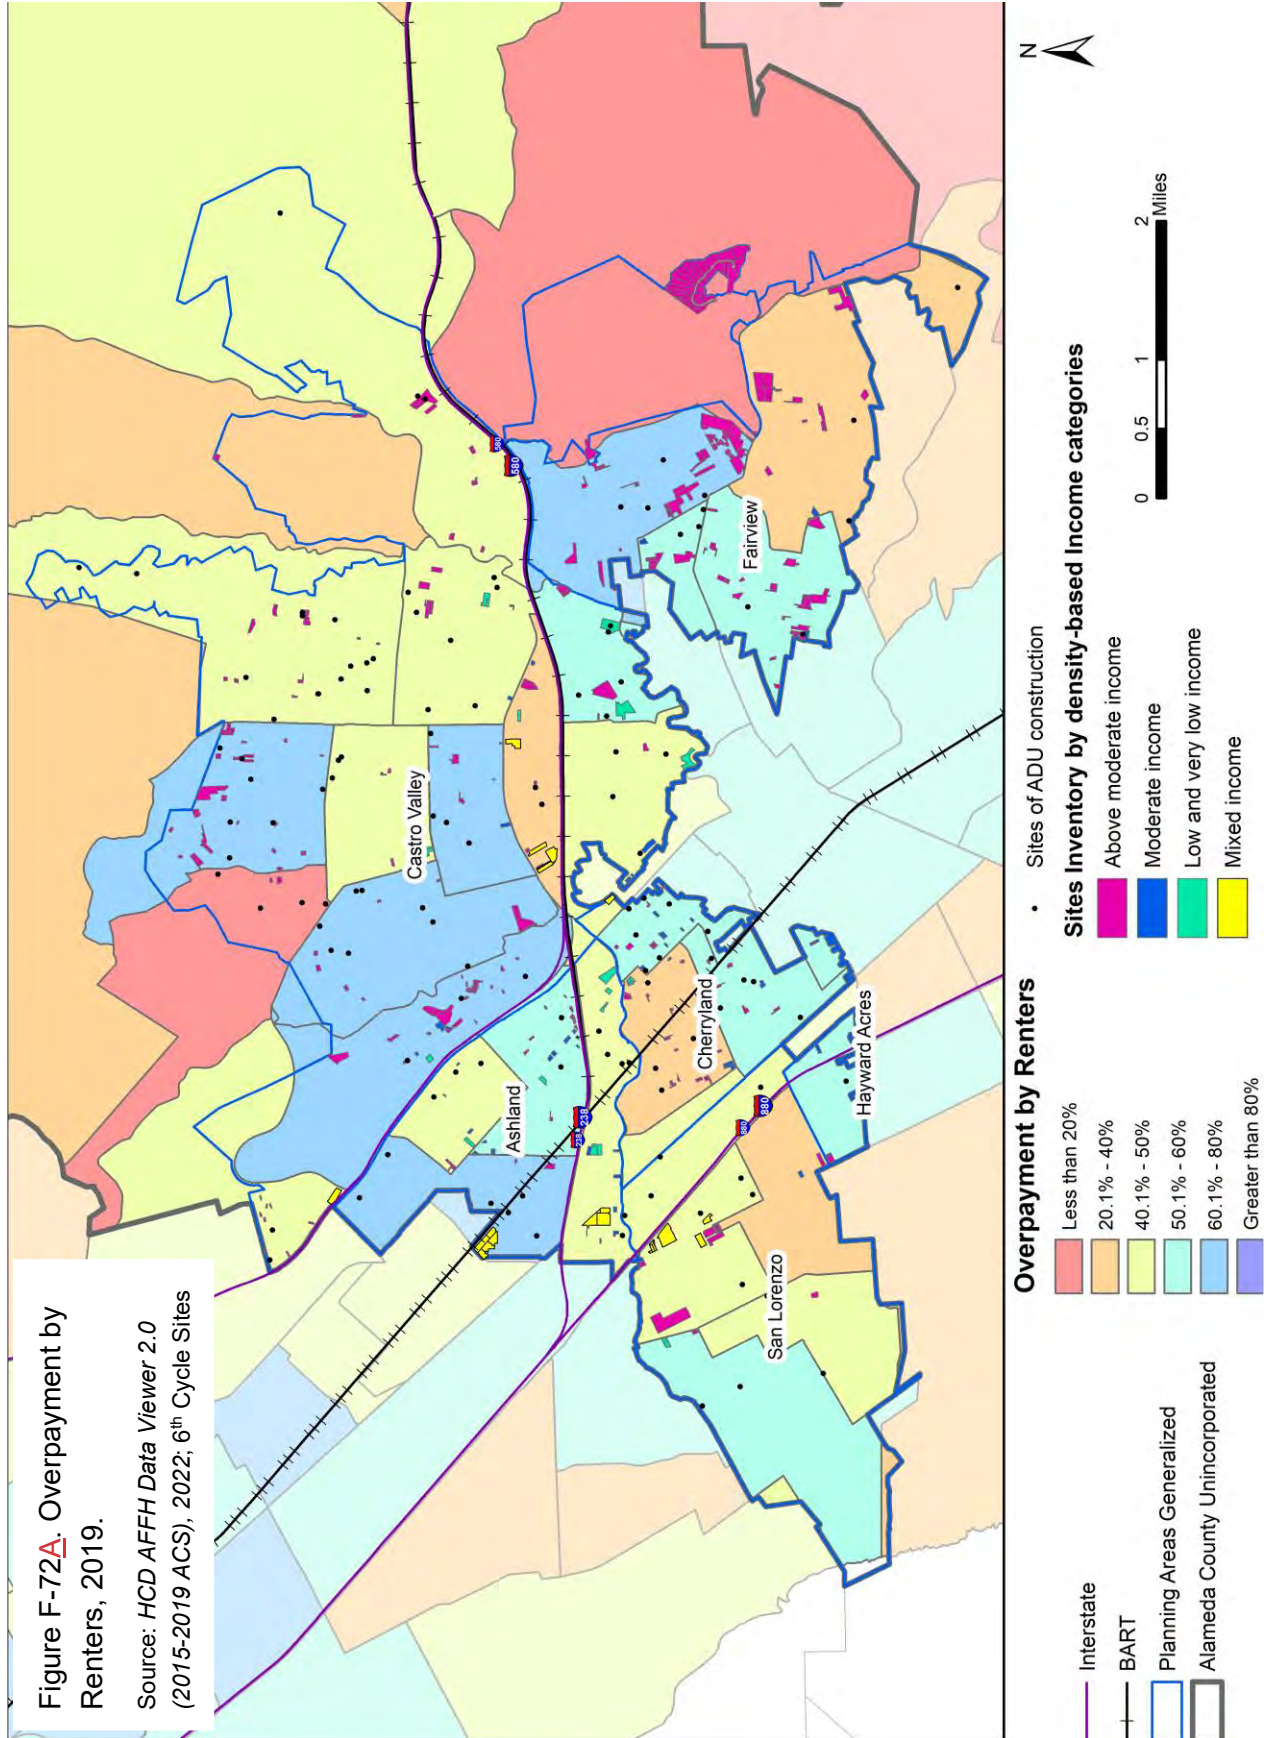 Figure F-72A. Overpayment by
Renters, 2019.
Source: HCD AFFH Data Viewer 2.0
(2015-2019 ACS), 2022; 6th Cycle Sites
Castro Valley
Ashland
Cherryland
Fairview
Hayward Acres
San Lorenzo
580
580
238
238
880
880
N
Interstate
BART
Planning Areas Generalized
Alameda County Unincorporated
Overpayment by Renters
Less than 20%
20.1% - 40%
40.1% - 50%
50.1% - 60%
60.1% - 80%
Greater than 80%
Sites of ADU construction
Sites Inventory by density-based Income categories
Above moderate income
Moderate income
Low and very low income
Mixed income
0 0.5 1 2
Miles